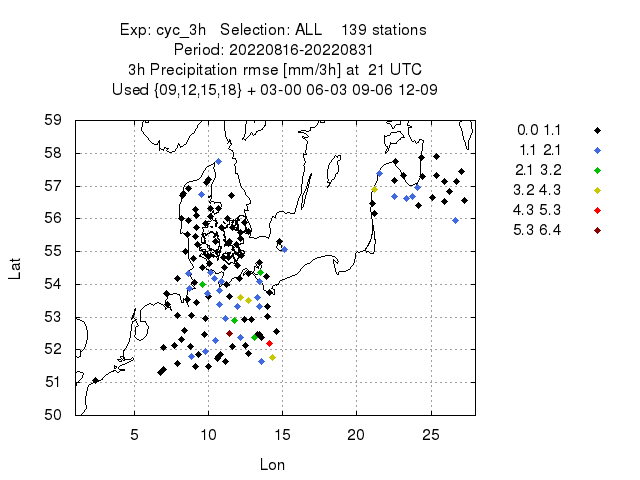 Exp: cyc_3h Selection: ALL 139 stations
Period: 20220816-20220831
3h Precipitation rmse [mm/3h] at 21 UTC
Used {09,12,15,18} + 03-00 06-03 09-06 12-09
59
58
57
56
55
54
53
52
51
50
Lat
5 10 15 20 25
Lon
0.0 1.1
1.1 2.1
2.1 3.2
3.2 4.3
4.3 5.3
5.3 6.4